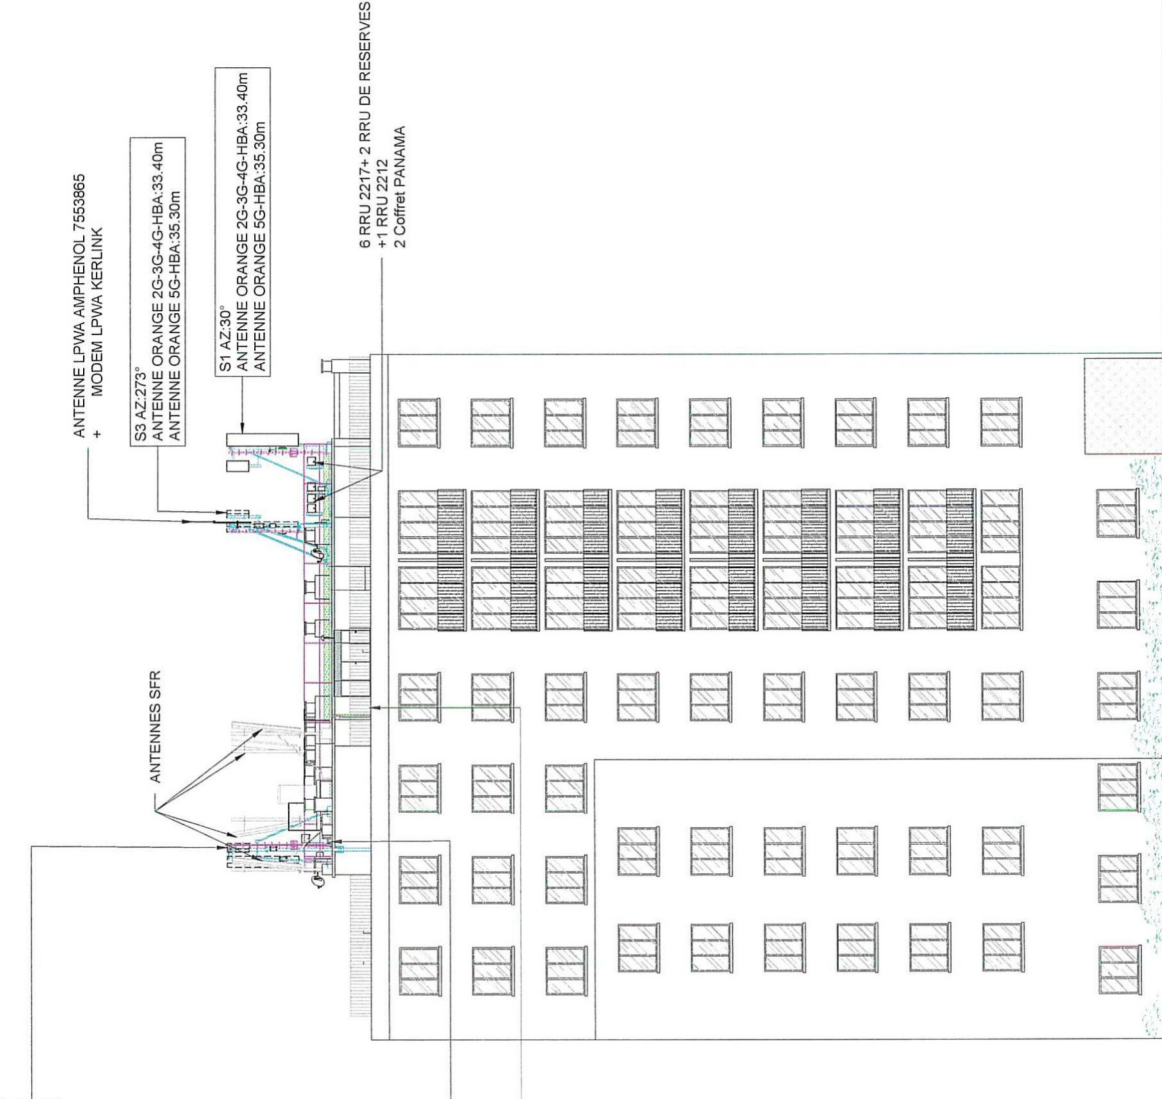 ANTENNE LPWA AMPHENOL 7553865
+
MODEM LPWA KERLINK
S3 AZ:273°
ANTENNE ORANGE 2G-3G-4G-HBA:33.40m
ANTENNE ORANGE 5G-HBA:35.30m
S1 AZ:30°
ANTENNE ORANGE 2G-3G-4G-HBA:33.40m
ANTENNE ORANGE 5G-HBA:35.30m
6 RRU 2217+ 2 RRU DE RESERVES
+1 RRU 2212
2 Coffret PANAMA
ANTENNES SFR